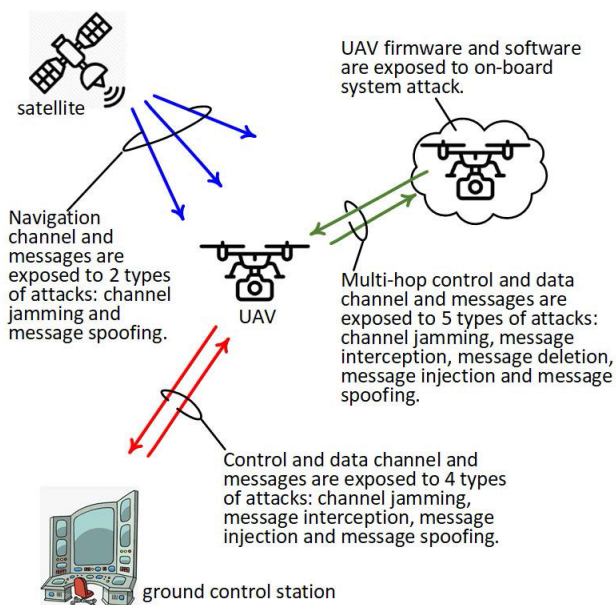 satellite
UAV firmware and software
are exposed to on-board
system attack.
Navigation
channel and
messages are
exposed to 2 types
of attacks: channel
jamming and
message spoofing.
UAV
Multi-hop control and data
channel and messages are
exposed to 5 types of attacks:
channel jamming, message
interception, message deletion,
message injection and message
spoofing.
Control and data channel and
messages are exposed to 4 types
of attacks: channel jamming,
message interception, message
injection and message spoofing.
ground control station